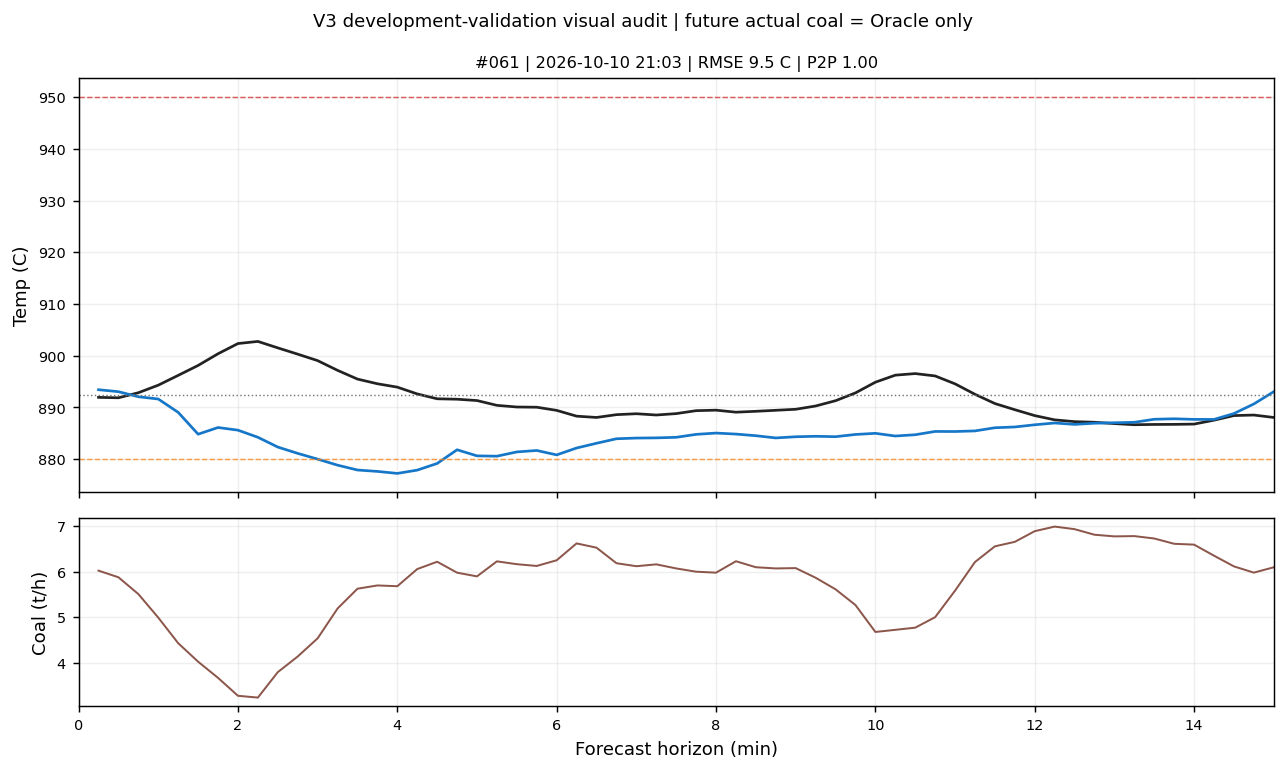 V3 development-validation visual audit | future actual coal = Oracle only
#061 | 2026-10-10 21:03 | RMSE 9.5 C | P2P 1.00
Temp (C)
950
940
930
920
910
900
890
880
Coal (t/h)
7
6
5
4
0 2 4 6 8 10 12 14
Forecast horizon (min)